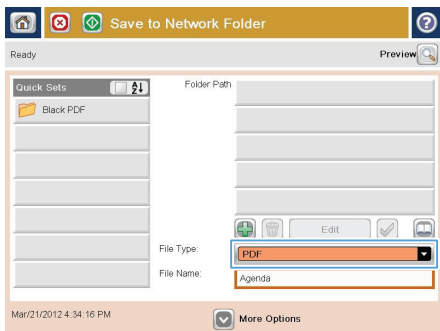 Save to Network Folder
Ready
Preview
Quick Sets
Folder Path
Black PDF
Edit
File Type:
PDF
File Name:
Agenda
Mar/21/2012 4:34:16 PM
More Options